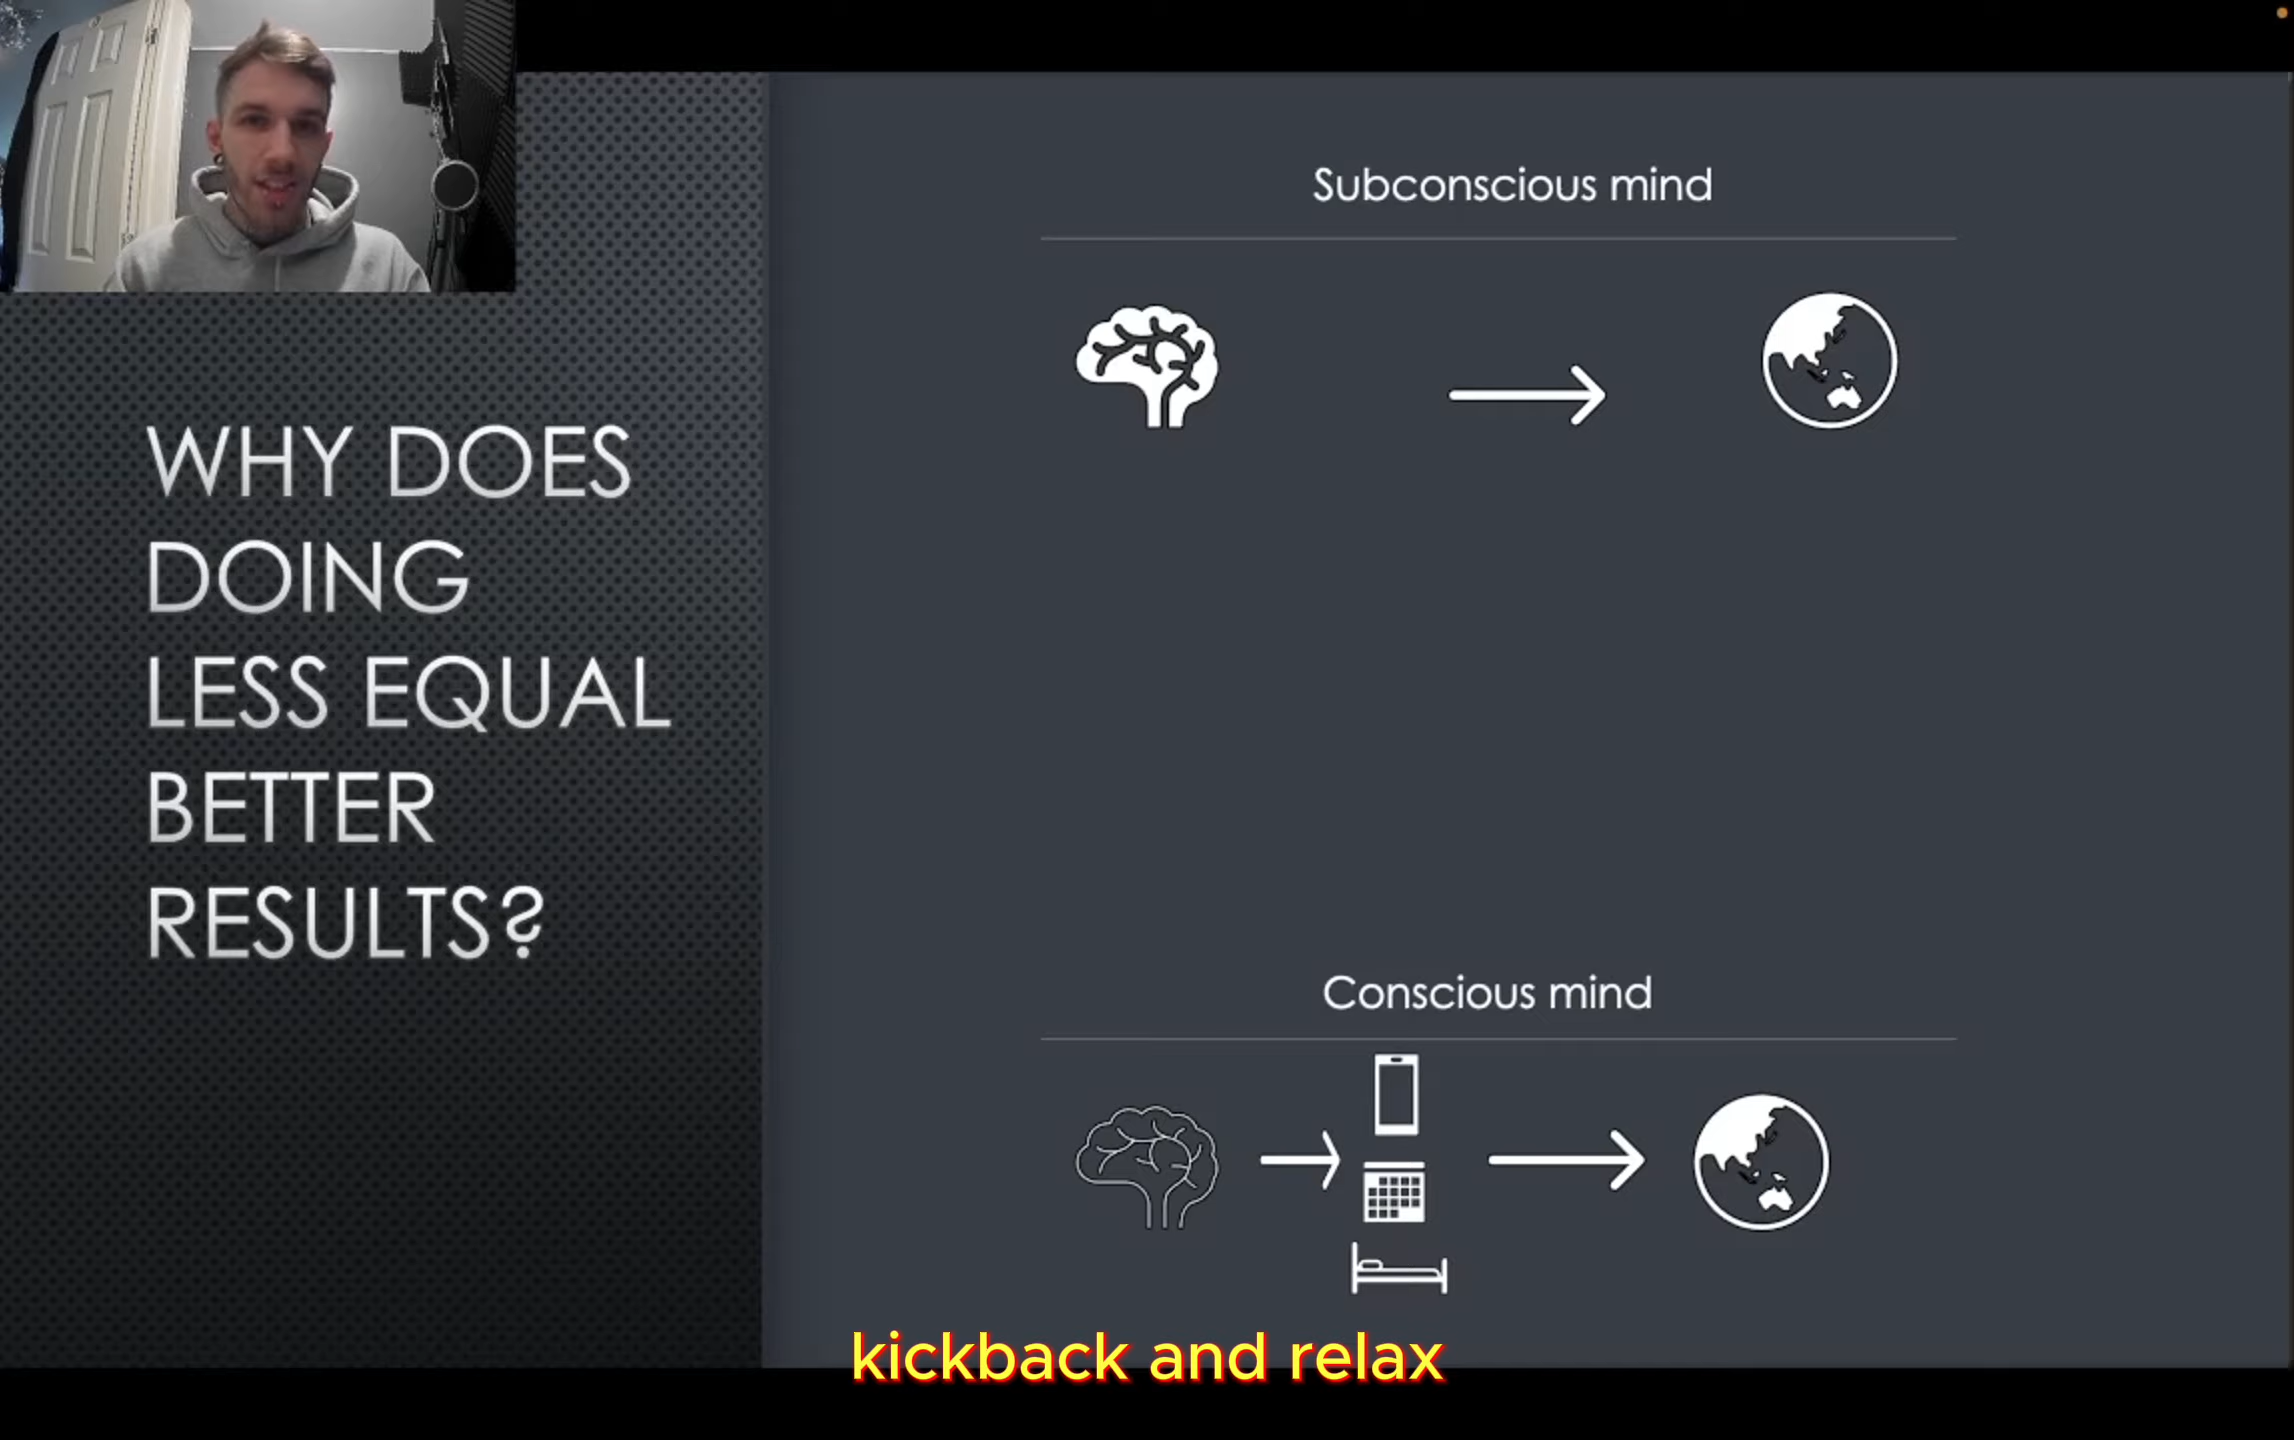 WHY DOES
DOING
LESS EQUAL
BETTER
RESULTS?
Subconscious mind
Conscious mind
kickback and relax